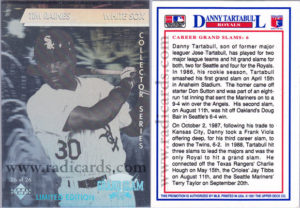 TIM RAINES
WHITE SOX
COLLECTOR SERIES
30
www.radicards.com
LIMITED EDITION
DANNY TARTABULL
ROYALS
CAREER GRAND SLAMS: 6
Danny Tartabull, son of former major
leaguer Jose Tartabull, has played for two
major league teams and hit grand slams for
both, two for Seattle and four for the Royals.
In 1986, his rookie season, Tartabull
smashed his first grand slam on April 15th
in Anaheim Stadium. The homer came off
starter Don Sutton and was part of an eight-
run 1st inning that sent the Mariners on to a
9-4 win over the Angels. His second slam,
on August 11th, was hit off Oakland's Doug
Bair in Seattle's 6-4 win.
On October 2, 1987, following his trade to
Kansas City, Danny took a Frank Viola
offering deep, for his third career slam, to
down the Twins, 6-2. In 1988, Tartabull hit
three slams to lead the majors and was the
only Royal to hit a grand slam. He
connected off the Texas Rangers' Charlie
Hough on May 15th, the Orioles' Jay Tibbs
on August 11th, and the Seattle Mariners'
Terry Taylor on September 20th.